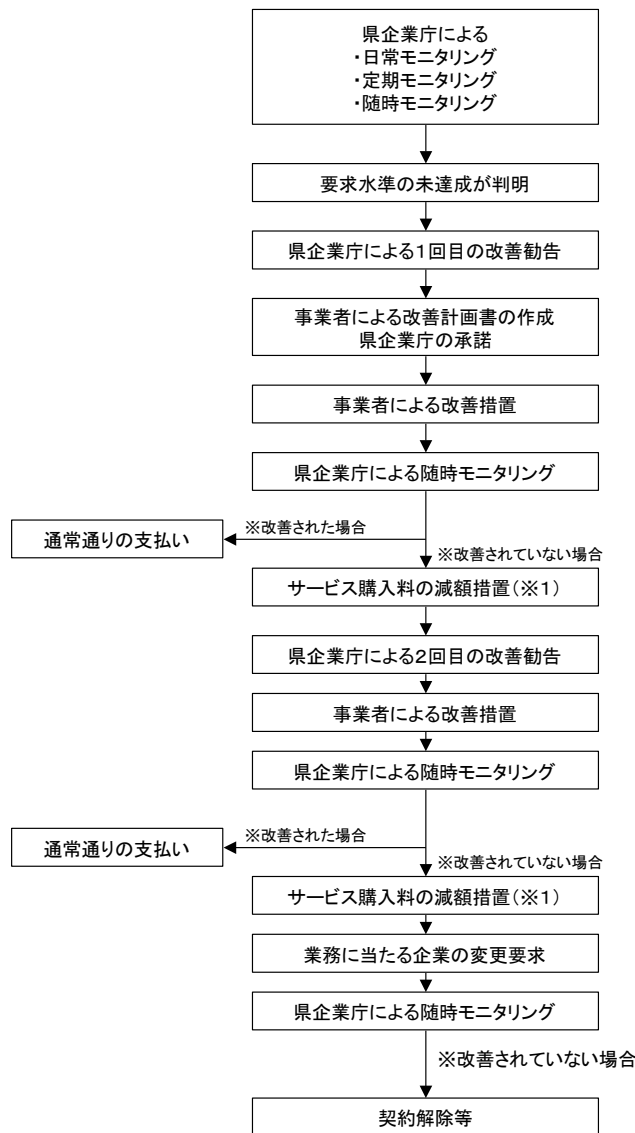 県企業庁による
・日常モニタリング
・定期モニタリング
・随時モニタリング
要求水準の未達成が判明
県企業庁による1回目の改善勧告
事業者による改善計画書の作成
県企業庁の承諾
事業者による改善措置
県企業庁による随時モニタリング
※改善された場合
通常通りの支払い
※改善されていない場合
サービス購入料の減額措置(※1)
県企業庁による2回目の改善勧告
事業者による改善措置
県企業庁による随時モニタリング
※改善された場合
通常通りの支払い
※改善されていない場合
サービス購入料の減額措置(※1)
業務に当たる企業の変更要求
県企業庁による随時モニタリング
※改善されていない場合
契約解除等